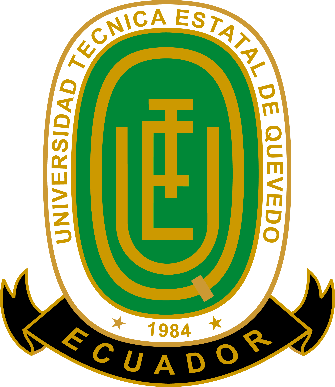 UNIVERSIDAD TECNICA ESTATAL DE QUEVEDO
1984
ECUADOR